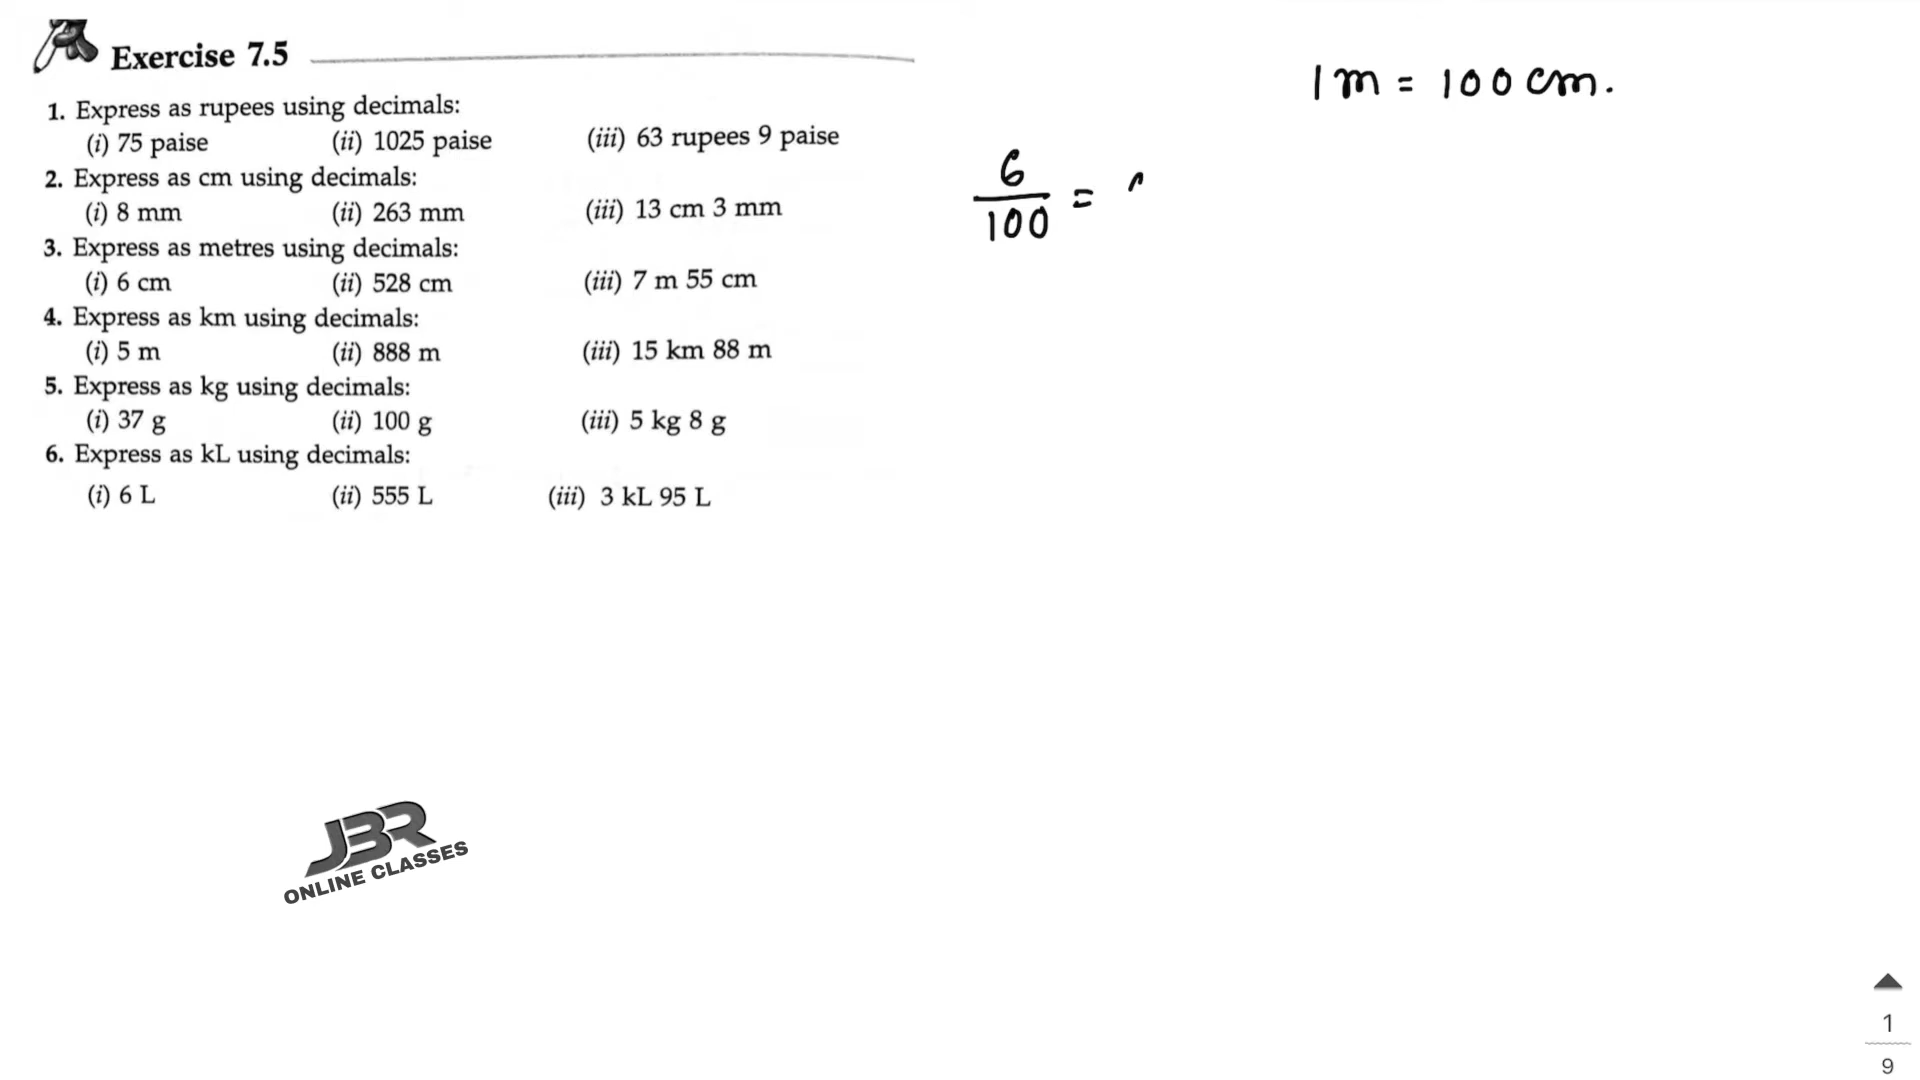 Exercise 7.5
1. Express as rupees using decimals:
(i) 75 paise (ii) 1025 paise (iii) 63 rupees 9 paise
2. Express as cm using decimals:
(i) 8 mm (ii) 263 mm (iii) 13 cm 3 mm
3. Express as metres using decimals:
(i) 6 cm (ii) 528 cm (iii) 7 m 55 cm
4. Express as km using decimals:
(i) 5 m (ii) 888 m (iii) 15 km 88 m
5. Express as kg using decimals:
(i) 37 g (ii) 100 g (iii) 5 kg 8 g
6. Express as kL using decimals:
(i) 6 L (ii) 555 L (iii) 3 kL 95 L
1 m = 100 cm.
6
100 =
JBR
ONLINE CLASSES
1
9